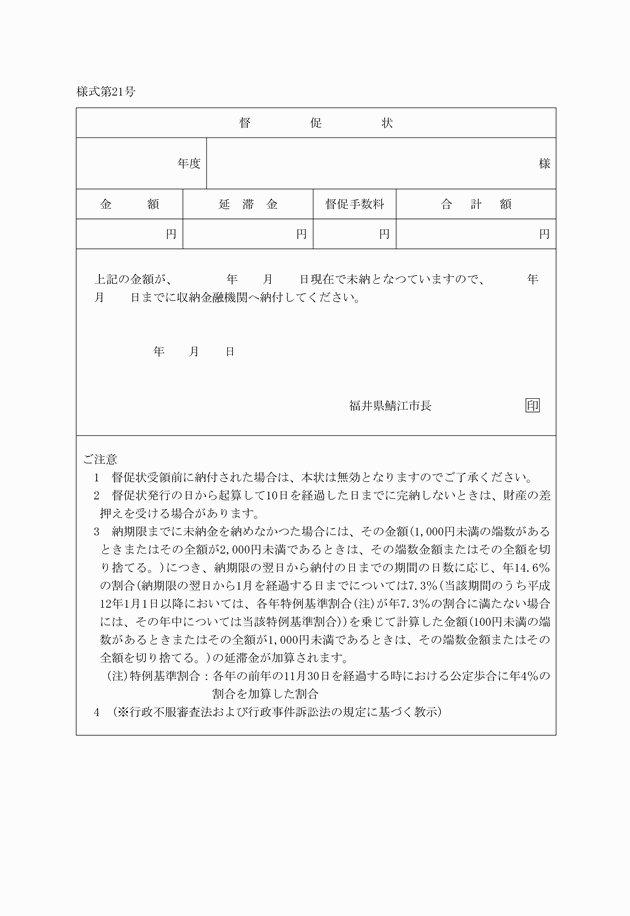 様式第21号
督　　　　促　　　　状
年度　　　　様
金　　額　　延　滞　金　　督促手数料　　合　計　額
円　　円　　円　　円
上記の金額が、　　　　年　　月　　日現在で未納となつていますので、　　　年
月　　日までに収納金融機関へ納付してください。
年　　月　　日
福井県鯖江市長　　　　印
ご注意
1　督促状受領前に納付された場合は、本状は無効となりますのでご了承ください。
2　督促状発行の日から起算して10日を経過した日までに完納しないときは、財産の差
押えを受ける場合があります。
3　納期限までに未納金を納めなかつた場合には、その金額(1,000円未満の端数がある
ときまたはその全額が2,000円未満であるときは、その端数金額またはその全額を切
り捨てる。)につき、納期限の翌日から納付の日までの期間の日数に応じ、年14.6％
の割合(納期限の翌日から1月を経過する日までについては7.3％(当該期間のうち平成
12年1月1日以降においては、各年特例基準割合(注)が年7.3％の割合に満たない場合
には、その年中については当該特例基準割合))を乗じて計算した金額(100円未満の端
数があるときまたはその全額が1,000円未満であるときは、その端数金額またはその
全額を切り捨てる。)の延滞金が加算されます。
(注)特例基準割合：各年の前年の11月30日を経過する時における公定歩合に年4％の
割合を加算した割合
4　(※行政不服審査法および行政事件訴訟法の規定に基づく教示)